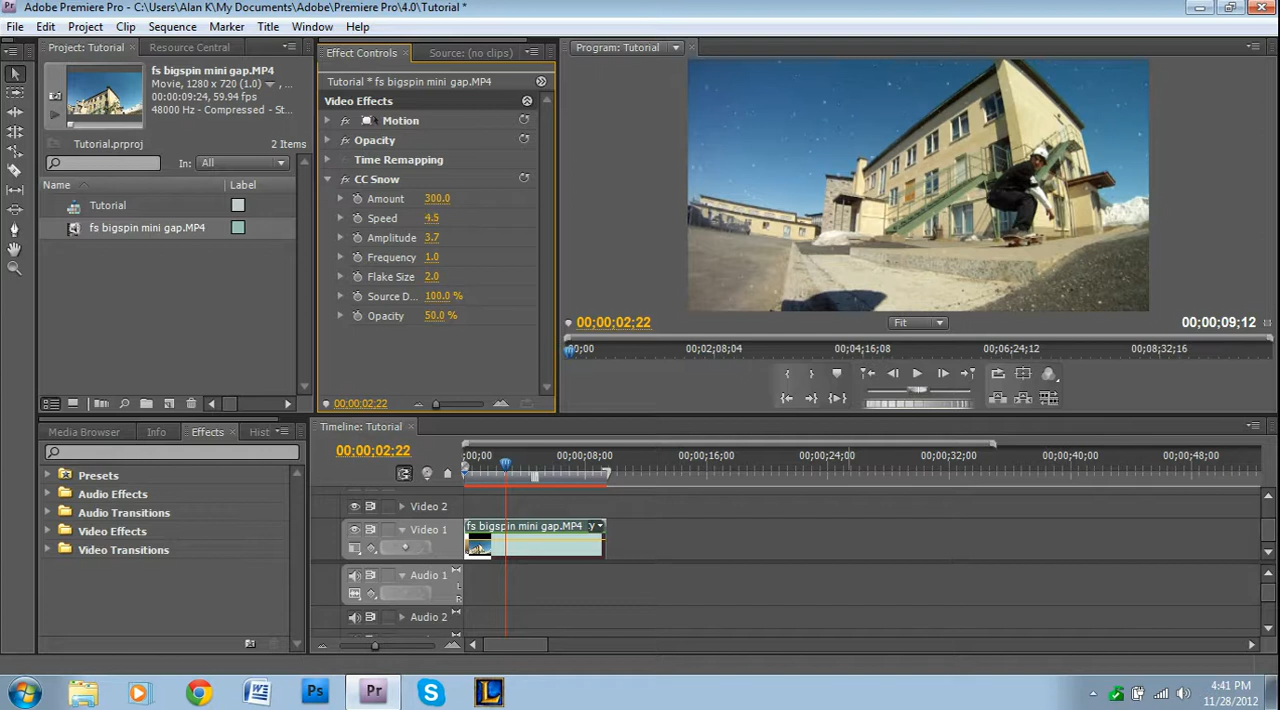 Adobe Premiere Pro - C:\Users\Alan K\My Documents\Adobe\Premiere Pro\4.0\Tutorial *
File Edit Project Clip Sequence Marker Title Window Help
Project: Tutorial Resource Central
fs bigspin mini gap.MP4
Movie, 1280 x 720 (1.0) , ...
00:00:09:24, 59.94 fps
48000 Hz - Compressed - St...
Tutorial.prproj 2 Items
In: All
Name Label
Tutorial
fs bigspin mini gap.MP4
Effect Controls Source: (no clips)
Tutorial * fs bigspin mini gap.MP4
Video Effects
Motion
Opacity
Time Remapping
CC Snow
Amount 300.0
Speed 4.5
Amplitude 3.7
Frequency 1.0
Flake Size 2.0
Source D... 100.0 %
Opacity 50.0 %
00;00;02;22
Program: Tutorial
00;00;02;22 Fit 00;00;09;12
00;00 00;02;08;04 00;04;16;08 00;06;24;12 00;08;32;16
Media Browser Info Effects Hist
Presets
Audio Effects
Audio Transitions
Video Effects
Video Transitions
Timeline: Tutorial
00;00;02;22
;00;00 00;00;08;00 00;00;16;00 00;00;24;00 00;00;32;00 00;00;40;00 00;00;48;00
Video 2
Video 1
fs bigspin mini gap.MP4
Audio 1
L
R
Audio 2
Ps
Pr
4:41 PM
11/28/2012